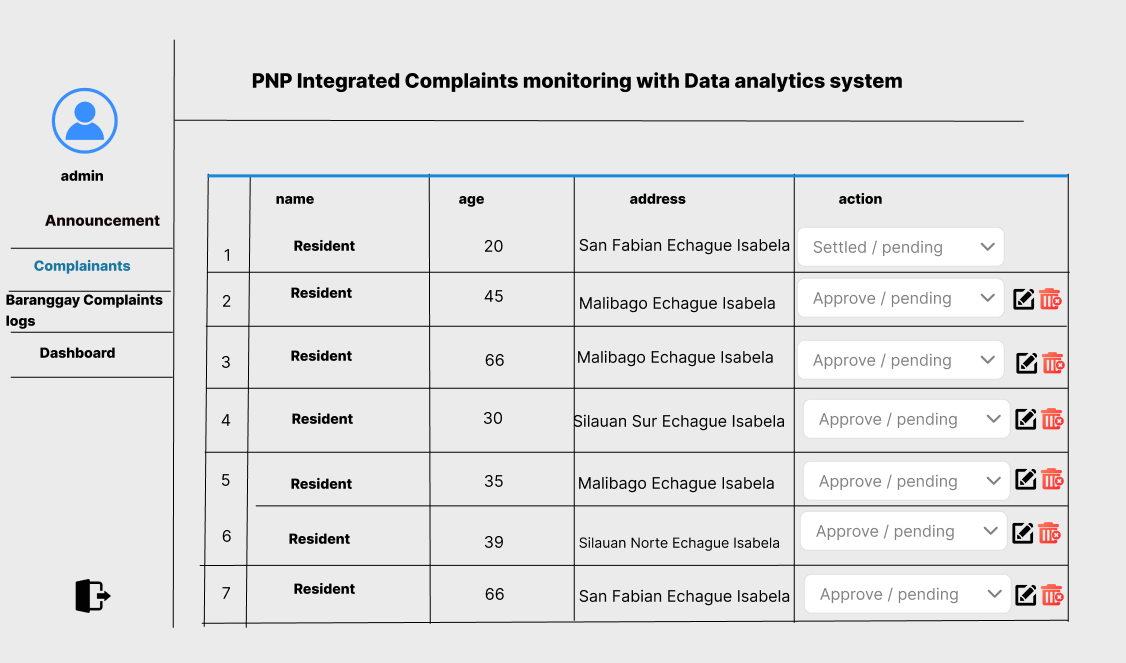 PNP Integrated Complaints monitoring with Data analytics system
admin
Announcement
Complainants
Baranggay Complaints
logs
Dashboard
name age address action
1 Resident 20 San Fabian Echague Isabela Settled / pending
2 Resident 45 Malibago Echague Isabela Approve / pending
3 Resident 66 Malibago Echague Isabela Approve / pending
4 Resident 30 Silauan Sur Echague Isabela Approve / pending
5 Resident 35 Malibago Echague Isabela Approve / pending
6 Resident 39 Silauan Norte Echague Isabela Approve / pending
7 Resident 66 San Fabian Echague Isabela Approve / pending